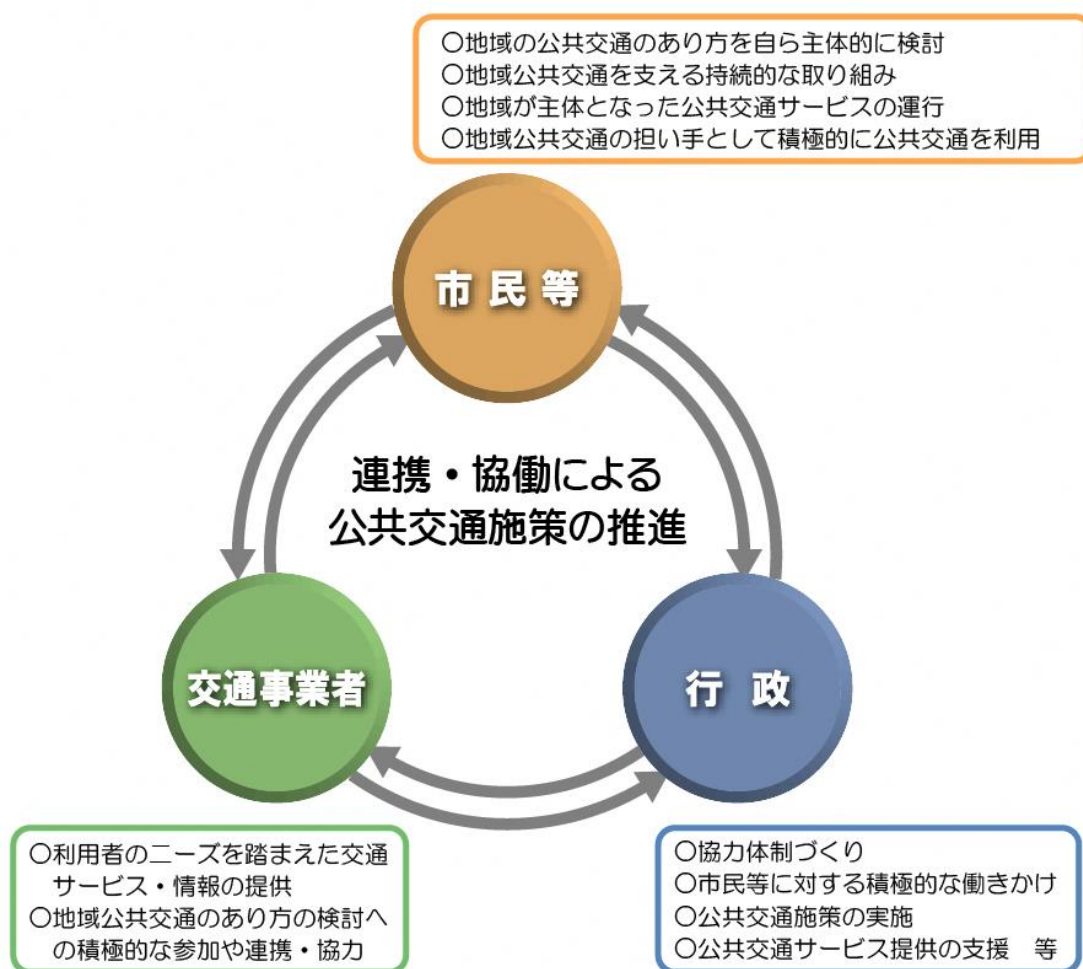 〇地域の公共交通のあり方を自ら主体的に検討
〇地域公共交通を支える持続的な取り組み
〇地域が主体となった公共交通サービスの運行
〇地域公共交通の担い手として積極的に公共交通を利用
市民等
連携・協働による
公共交通施策の推進
交通事業者
行政
〇利用者のニーズを踏まえた交通
サービス・情報の提供
〇地域公共交通のあり方の検討へ
の積極的な参加や連携・協力
〇協力体制づくり
〇市民等に対する積極的な働きかけ
〇公共交通施策の実施
〇公共交通サービス提供の支援　等